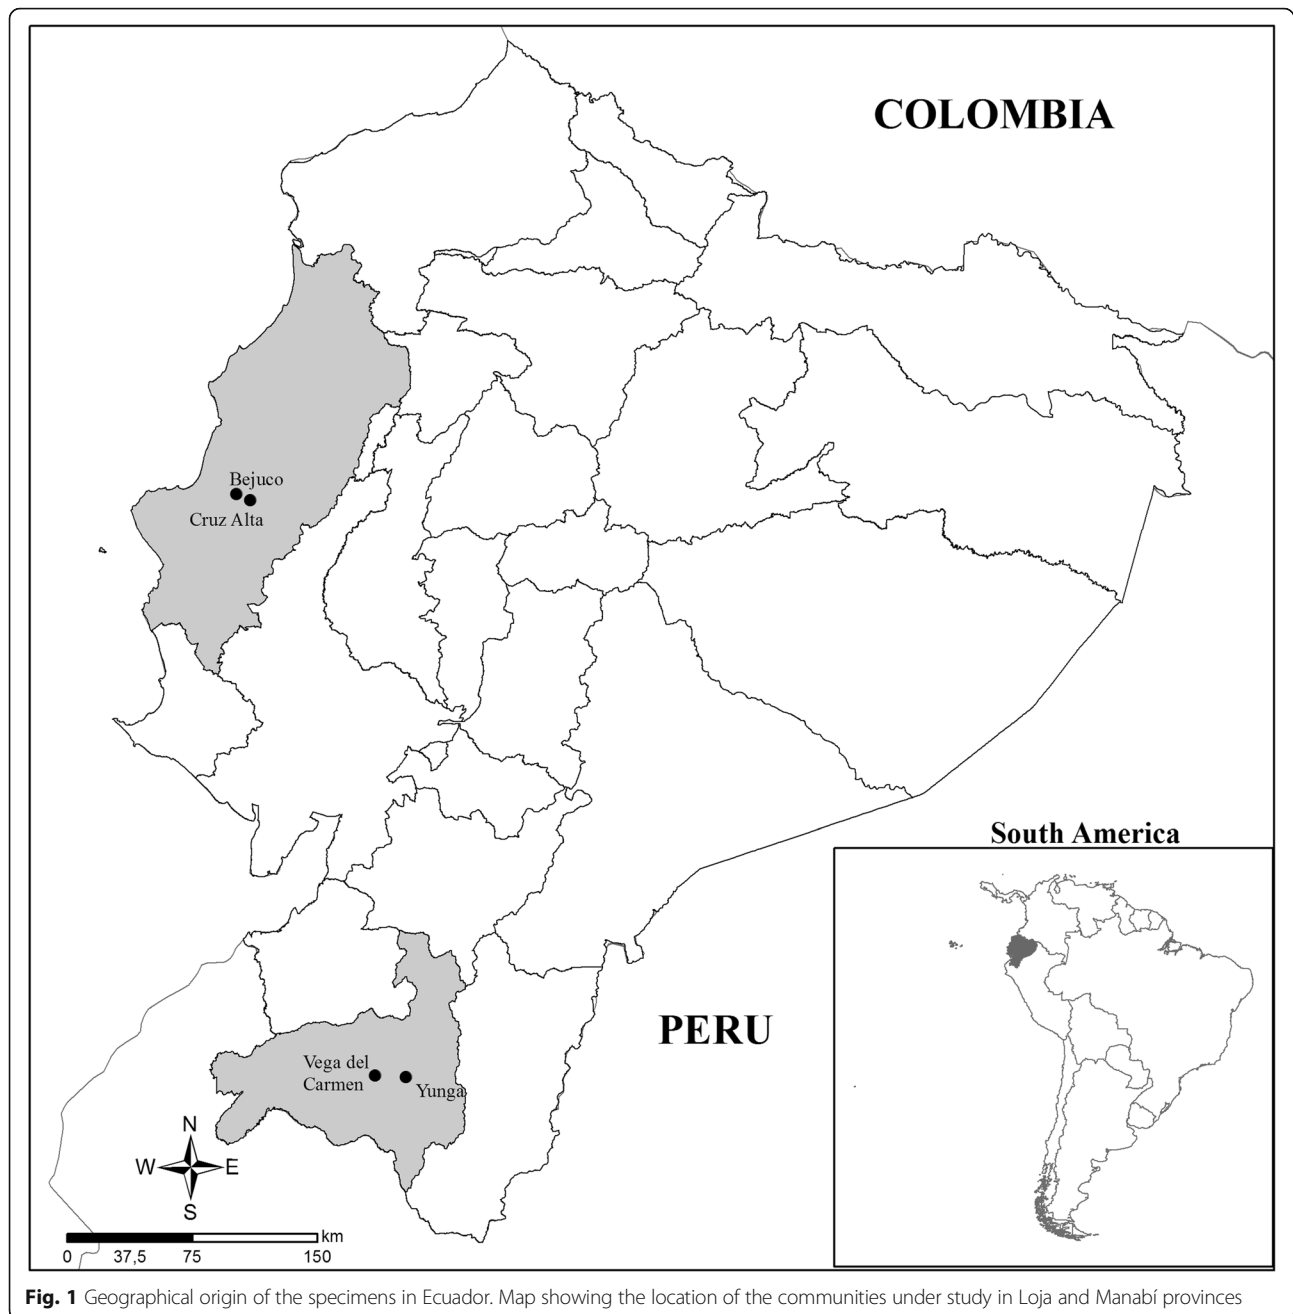 COLOMBIA
Bejuco
Cruz Alta
South America
PERU
Vega del
Carmen
Yunga
N
W E
S
km
0 37,5 75 150
Fig. 1 Geographical origin of the specimens in Ecuador. Map showing the location of the communities under study in Loja and Manabí provinces